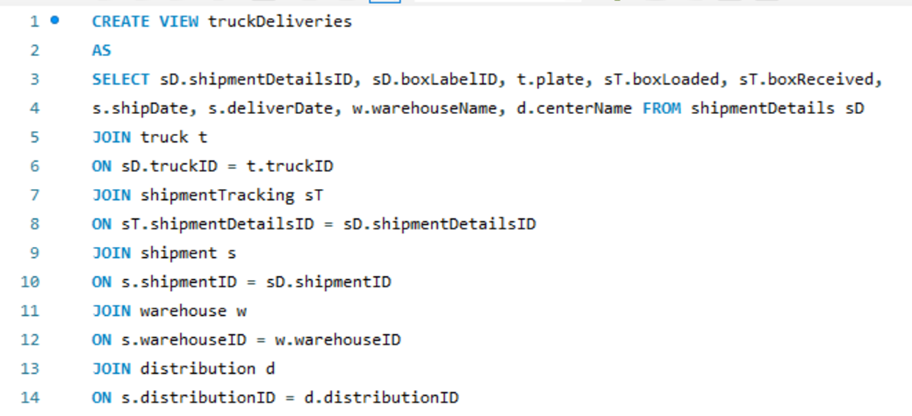 1 CREATE VIEW truckDeliveries
2 AS
3 SELECT sD.shipmentDetailsID, sD.boxLabelID, t.plate, sT.boxLoaded, sT.boxReceived,
4 s.shipDate, s.deliverDate, w.warehouseName, d.centerName FROM shipmentDetails sD
5 JOIN truck t
6 ON sD.truckID = t.truckID
7 JOIN shipmentTracking sT
8 ON sT.shipmentDetailsID = sD.shipmentDetailsID
9 JOIN shipment s
10 ON s.shipmentID = sD.shipmentID
11 JOIN warehouse w
12 ON s.warehouseID = w.warehouseID
13 JOIN distribution d
14 ON s.distributionID = d.distributionID